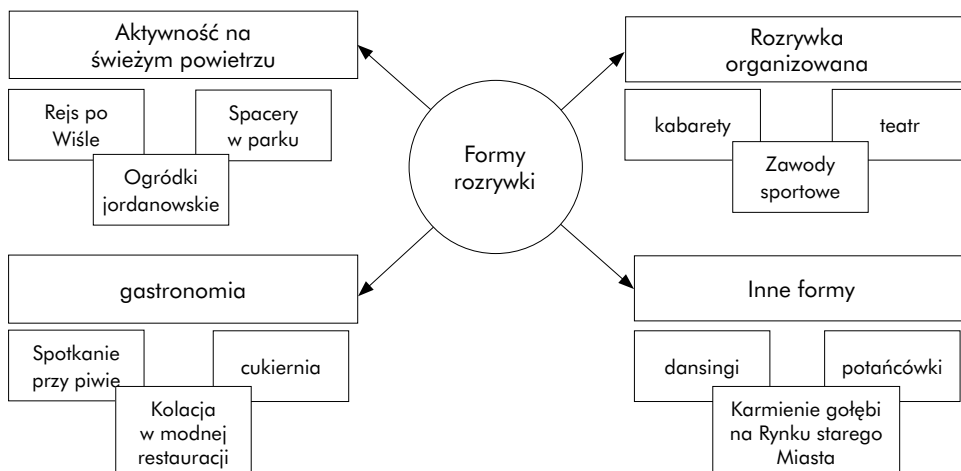 Aktywność na
świeżym powietrzu
Rejs po
Wiśle
Spacery
w parku
Ogródki
jordanowskie
Formy
rozrywki
Rozrywka
organizowana
kabarety
teatr
Zawody
sportowe
gastronomia
Spotkanie
przy piwie
cukiernia
Kolacja
w modnej
restauracji
Inne formy
dansingi
potańcówki
Karmienie gołębi
na Rynku starego
Miasta